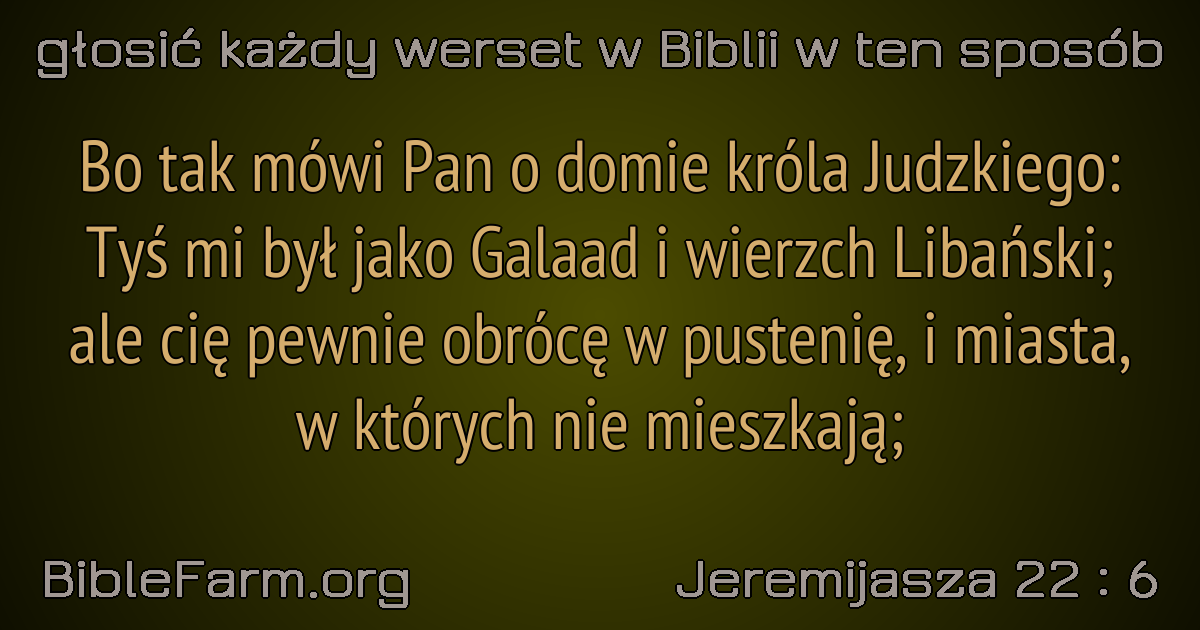 głosić każdy werset w Biblii w ten sposób
Bo tak mówi Pan o domie króla Judzkiego:
Tyś mi był jako Galaad i wierzch Libański;
ale cię pewnie obrócę w pustenię, i miasta,
w których nie mieszkają;
BibleFarm.org
Jeremijasza 22 : 6